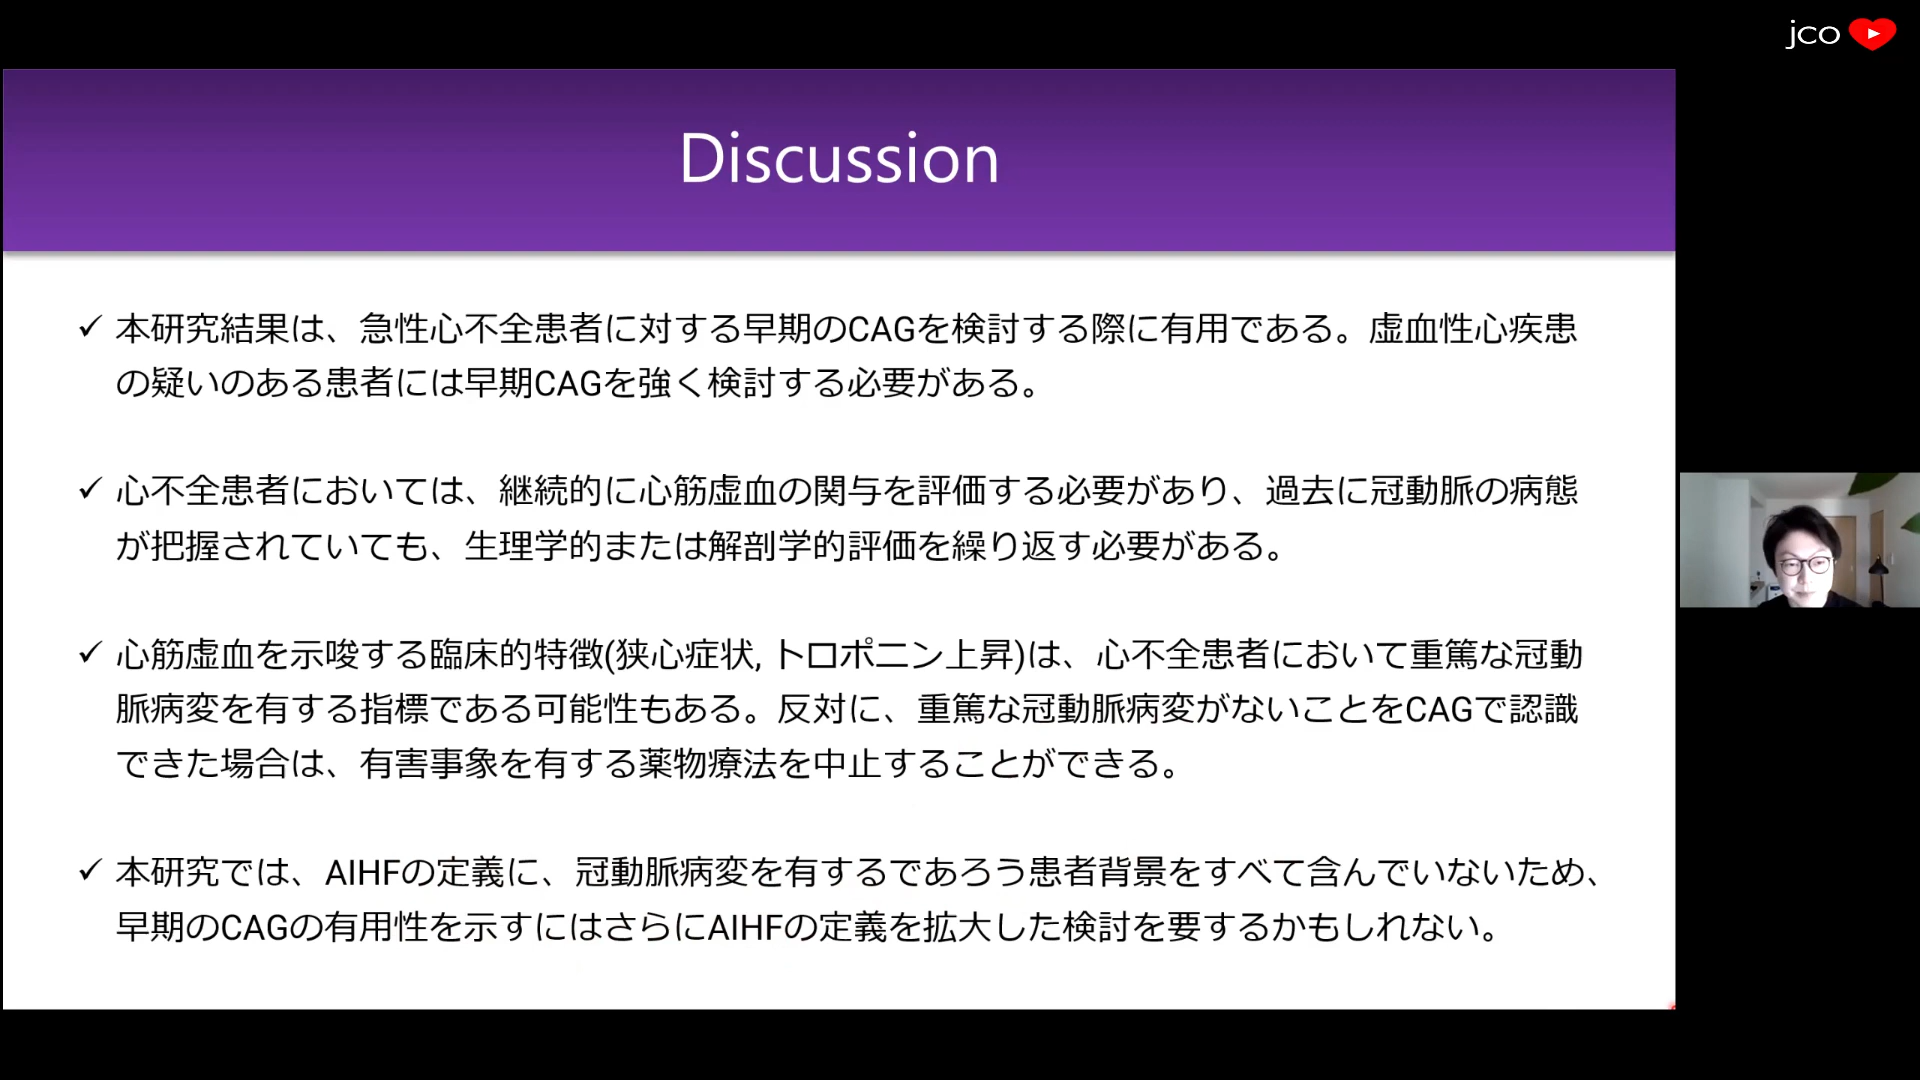 jco
Discussion
✓ 本研究結果は、急性心不全患者に対する早期のCAGを検討する際に有用である。虚血性心疾患
の疑いのある患者には早期CAGを強く検討する必要がある。
✓ 心不全患者においては、継続的に心筋虚血の関与を評価する必要があり、過去に冠動脈の病態
が把握されていても、生理学的または解剖学的評価を繰り返す必要がある。
✓ 心筋虚血を示唆する臨床的特徴(狭心症状, トロポニン上昇)は、心不全患者において重篤な冠動
脈病変を有する指標である可能性もある。反対に、重篤な冠動脈病変がないことをCAGで認識
できた場合は、有害事象を有する薬物療法を中止することができる。
✓ 本研究では、AIHFの定義に、冠動脈病変を有するであろう患者背景をすべて含んでいないため、
早期のCAGの有用性を示すにはさらにAIHFの定義を拡大した検討を要するかもしれない。